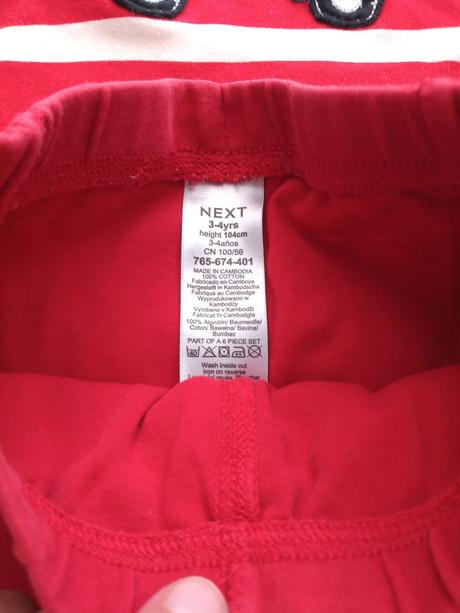 NEXT
3-4yrs
height 104cm
3-4años
CN 100/56
765-674-401
MADE IN CAMBODIA
100% COTTON
Fabricado en Camboya
Hergestellt in Kambodscha
Fabriqué au Cambodge
Wyprodukowano w
Kambodży
Vyrobeno v Kambodži
Fabricat în Cambodgia
100% Algodón/ Baumwolle/
Coton/ Bawełna/ Bavlna/
Bumbac
PART OF A 6 PIECE SET
40
Wash inside out
Iron on reverse